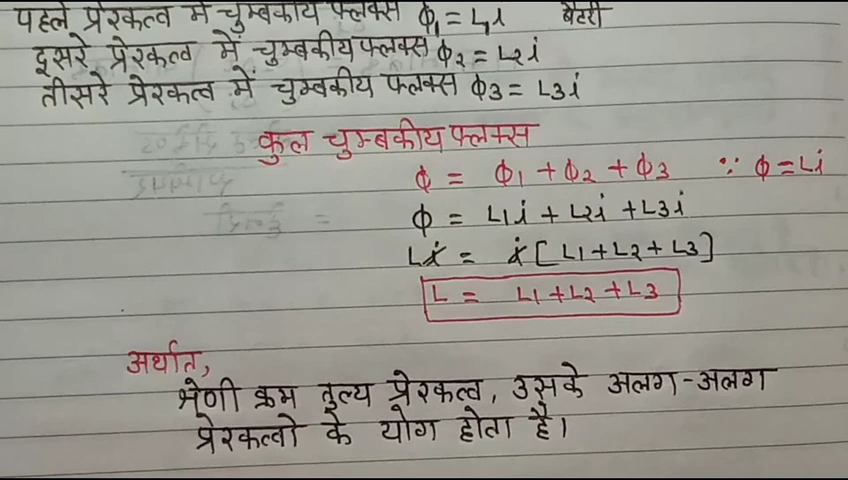 पहले प्रेरकत्व में चुम्बकीय फ्लक्स ϕ₁ = L₁i बैटरी
दूसरे प्रेरकत्व में चुम्बकीय फ्लक्स ϕ₂ = L₂i
तीसरे प्रेरकत्व में चुम्बकीय फ्लक्स ϕ₃ = L₃i
कुल चुम्बकीय फ्लक्स
ϕ = ϕ₁ + ϕ₂ + ϕ₃ ∵ ϕ = Li
ϕ = L₁i + L₂i + L₃i
Li = i [L₁ + L₂ + L₃]
L = L₁ + L₂ + L₃
अर्थात,
श्रेणी क्रम तुल्य प्रेरकत्व, उसके अलग-अलग
प्रेरकत्वो के योग होता है।